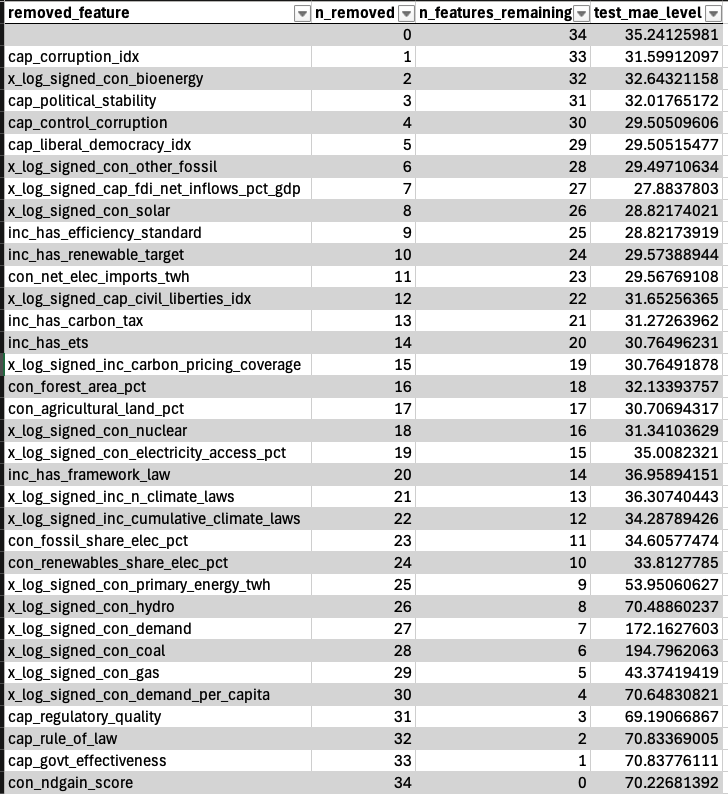 removed_feature n_removed n_features_remaining test_mae_level
0 34 35.24125981
cap_corruption_idx 1 33 31.59912097
x_log_signed_con_bioenergy 2 32 32.64321158
cap_political_stability 3 31 32.01765172
cap_control_corruption 4 30 29.50509606
cap_liberal_democracy_idx 5 29 29.50515477
x_log_signed_con_other_fossil 6 28 29.49710634
x_log_signed_cap_fdi_net_inflows_pct_gdp 7 27 27.8837803
x_log_signed_con_solar 8 26 28.82174021
inc_has_efficiency_standard 9 25 28.82173919
inc_has_renewable_target 10 24 29.57388944
con_net_elec_imports_twh 11 23 29.56769108
x_log_signed_cap_civil_liberties_idx 12 22 31.65256365
inc_has_carbon_tax 13 21 31.27263962
inc_has_ets 14 20 30.76496231
x_log_signed_inc_carbon_pricing_coverage 15 19 30.76491878
con_forest_area_pct 16 18 32.13393757
con_agricultural_land_pct 17 17 30.70694317
x_log_signed_con_nuclear 18 16 31.34103629
x_log_signed_con_electricity_access_pct 19 15 35.0082321
inc_has_framework_law 20 14 36.95894151
x_log_signed_inc_n_climate_laws 21 13 36.30740443
x_log_signed_inc_cumulative_climate_laws 22 12 34.28789426
con_fossil_share_elec_pct 23 11 34.60577474
con_renewables_share_elec_pct 24 10 33.8127785
x_log_signed_con_primary_energy_twh 25 9 53.95060627
x_log_signed_con_hydro 26 8 70.48860237
x_log_signed_con_demand 27 7 172.1627603
x_log_signed_con_coal 28 6 194.7962063
x_log_signed_con_gas 29 5 43.37419419
x_log_signed_con_demand_per_capita 30 4 70.64830821
cap_regulatory_quality 31 3 69.19066867
cap_rule_of_law 32 2 70.83369005
cap_govt_effectiveness 33 1 70.83776111
con_ndgain_score 34 0 70.22681392